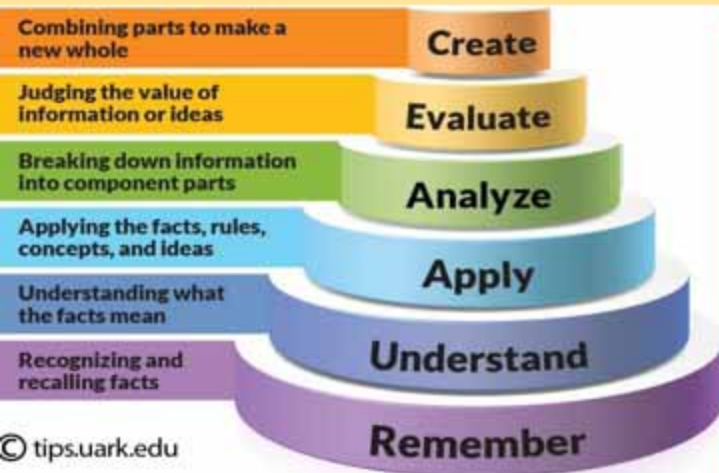 Combining parts to make a
new whole
Create
Judging the value of
information or ideas
Evaluate
Breaking down information
into component parts
Analyze
Applying the facts, rules,
concepts, and ideas
Apply
Understanding what
the facts mean
Understand
Recognizing and
recalling facts
Remember
© tips.uark.edu